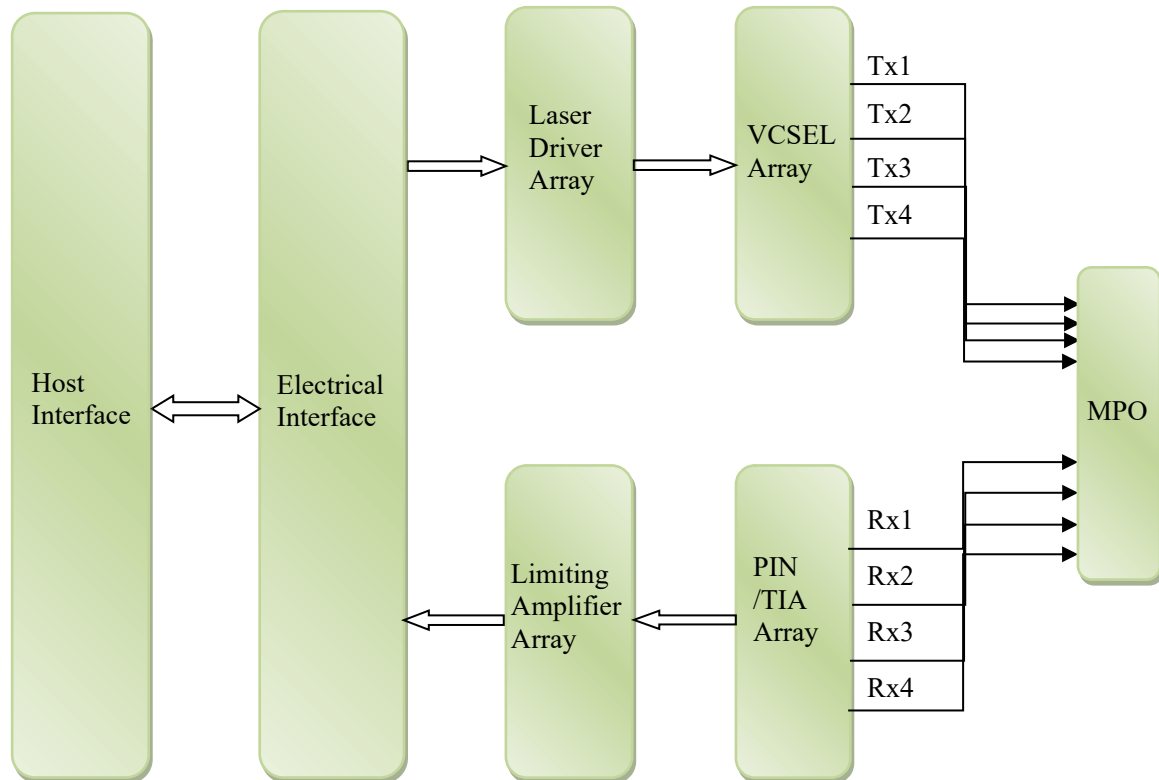 Host
Interface
Electrical
Interface
Laser
Driver
Array
VCSEL
Array
Tx1
Tx2
Tx3
Tx4
MPO
Limiting
Amplifier
Array
PIN
/TIA
Array
Rx1
Rx2
Rx3
Rx4